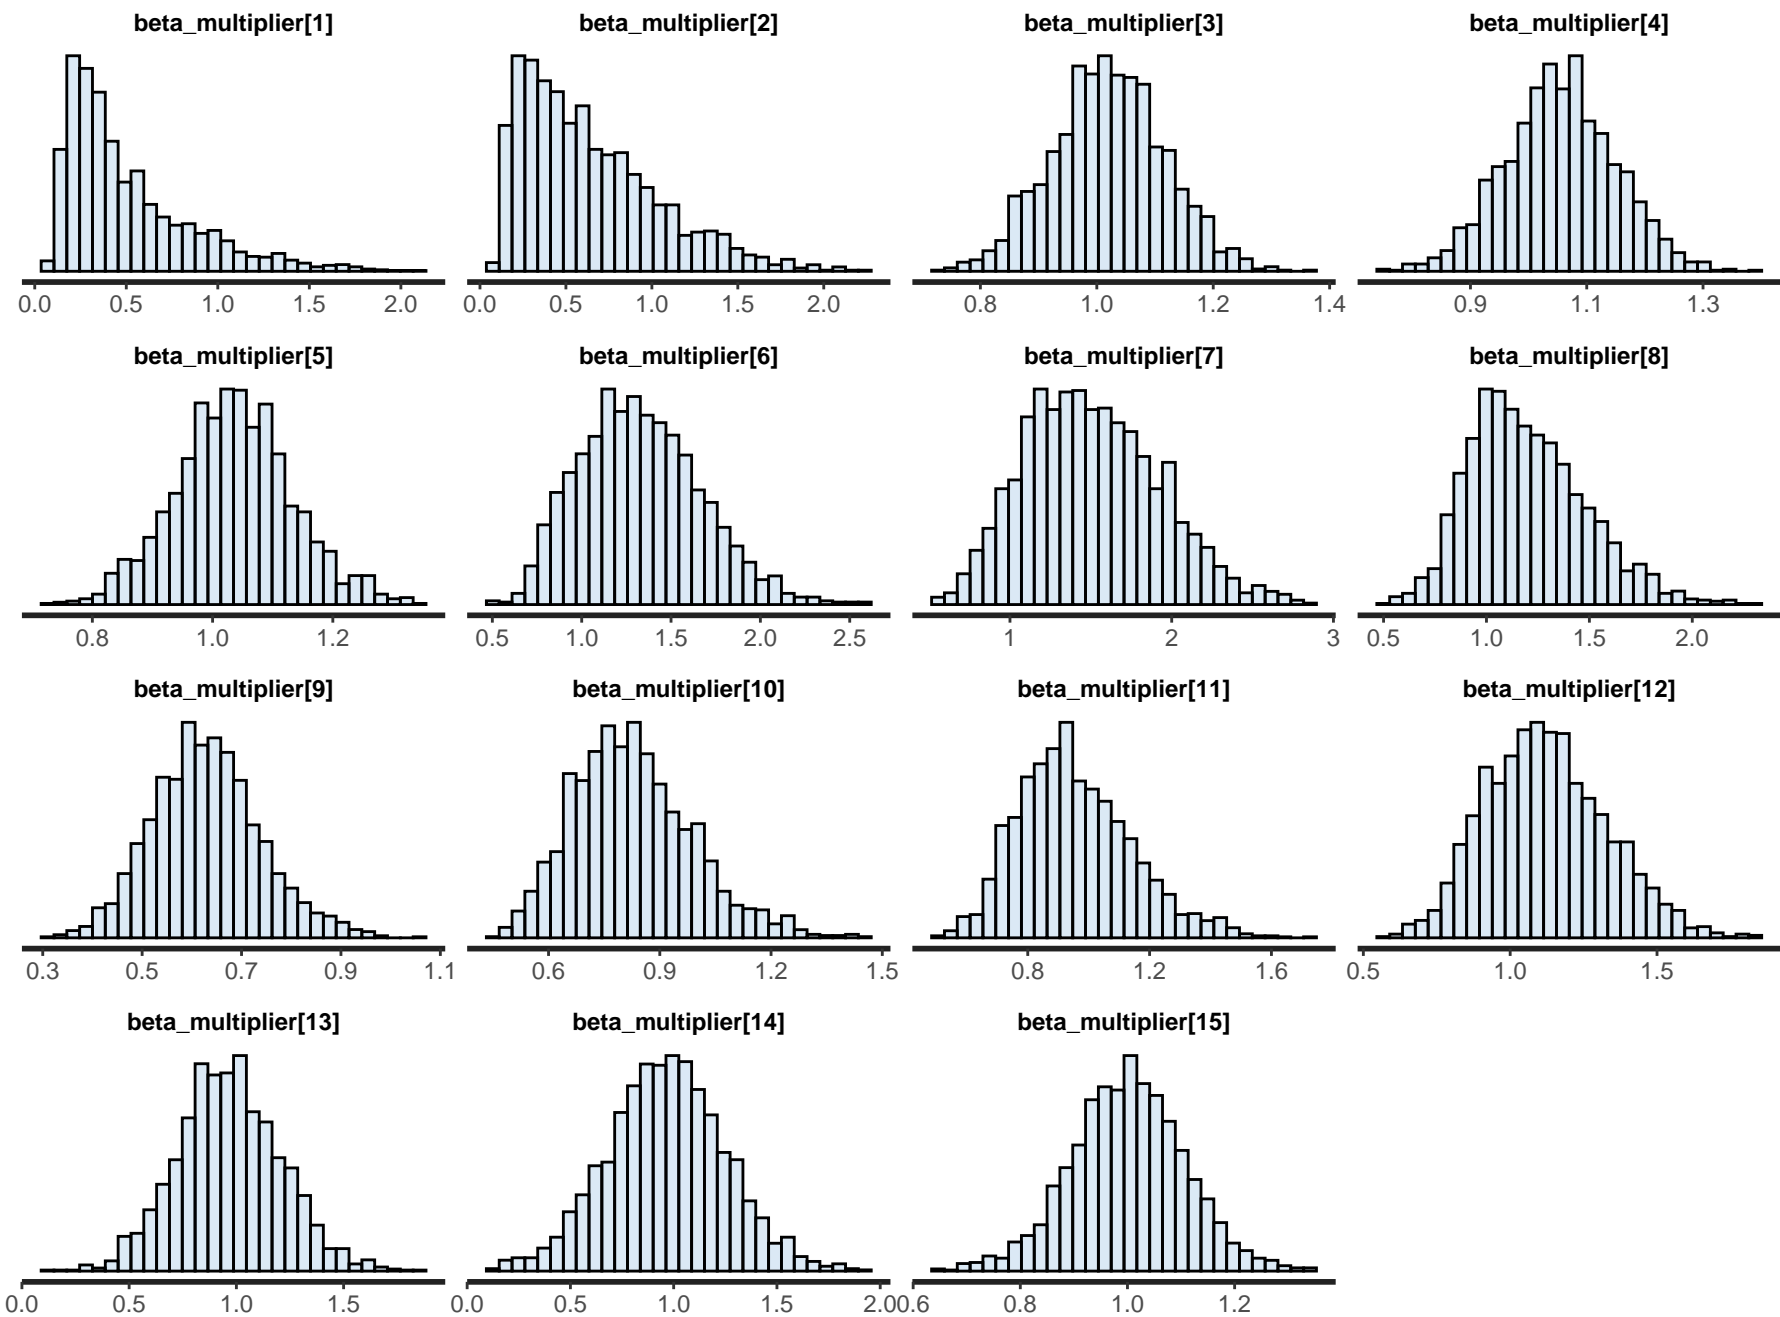 beta_multiplier[1] beta_multiplier[2] beta_multiplier[3] beta_multiplier[4]
0.0 0.5 1.0 1.5 2.0 0.0 0.5 1.0 1.5 2.0 0.8 1.0 1.2 1.4 0.9 1.1 1.3
beta_multiplier[5] beta_multiplier[6] beta_multiplier[7] beta_multiplier[8]
0.8 1.0 1.2 0.5 1.0 1.5 2.0 2.5 1 2 3 0.5 1.0 1.5 2.0
beta_multiplier[9] beta_multiplier[10] beta_multiplier[11] beta_multiplier[12]
0.3 0.5 0.7 0.9 1.1 0.6 0.9 1.2 1.5 0.8 1.2 1.6 0.5 1.0 1.5
beta_multiplier[13] beta_multiplier[14] beta_multiplier[15]
0.0 0.5 1.0 1.5 0.0 0.5 1.0 1.5 2.0 0.6 0.8 1.0 1.2